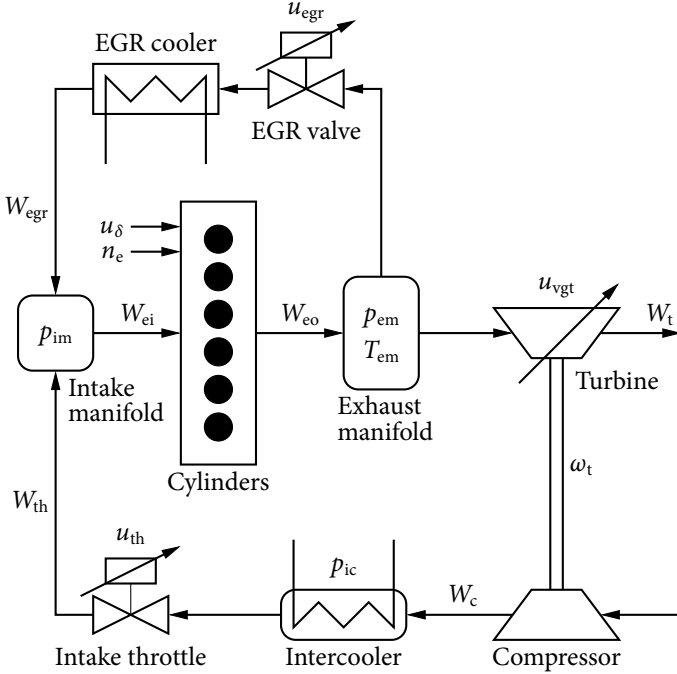 u_egr
EGR cooler
EGR valve
W_egr
u_δ
n_e
u_vgt
W_ei
W_eo
W_t
p_im
p_em
T_em
Intake
manifold
Turbine
Exhaust
manifold
Cylinders
ω_t
W_th
u_th
p_ic
W_c
Intake throttle
Intercooler
Compressor